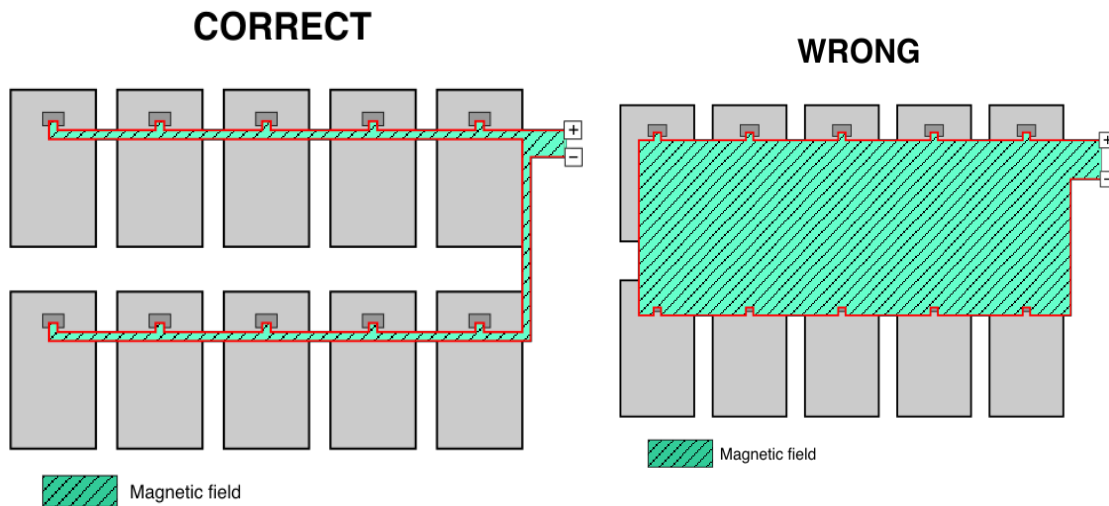 CORRECT
WRONG
+
−
+
−
Magnetic field
Magnetic field